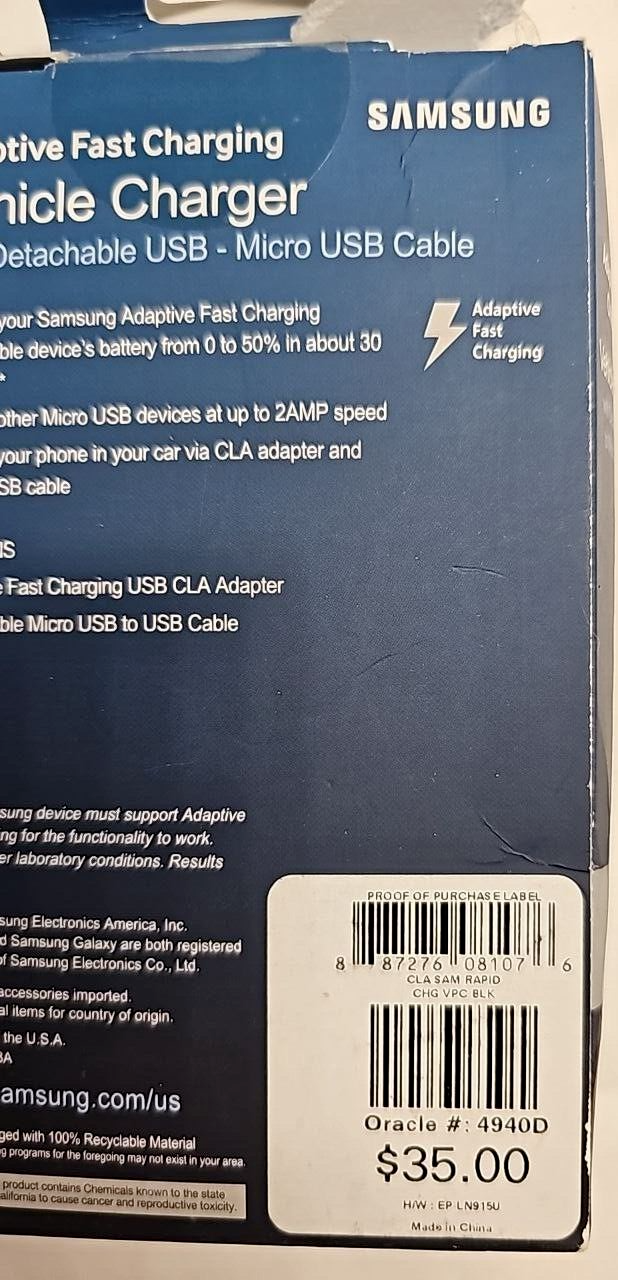 SAMSUNG
ptive Fast Charging
hicle Charger
Detachable USB - Micro USB Cable
Adaptive
Fast
Charging
your Samsung Adaptive Fast Charging
ble device's battery from 0 to 50% in about 30
*
other Micro USB devices at up to 2AMP speed
your phone in your car via CLA adapter and
SB cable
NS
e Fast Charging USB CLA Adapter
ble Micro USB to USB Cable
sung device must support Adaptive
ng for the functionality to work.
er laboratory conditions. Results
sung Electronics America, Inc.
d Samsung Galaxy are both registered
of Samsung Electronics Co., Ltd.
accessories imported.
al items for country of origin.
the U.S.A.
BA
amsung.com/us
ged with 100% Recyclable Material
g programs for the foregoing may not exist in your area.
product contains Chemicals known to the state
alifornia to cause cancer and reproductive toxicity.
PROOF OF PURCHASE LABEL
8 87276 08107 6
CLA SAM RAPID
CHG VPC BLK
Oracle #: 4940D
$35.00
H/W : EP LN915U
Made in China